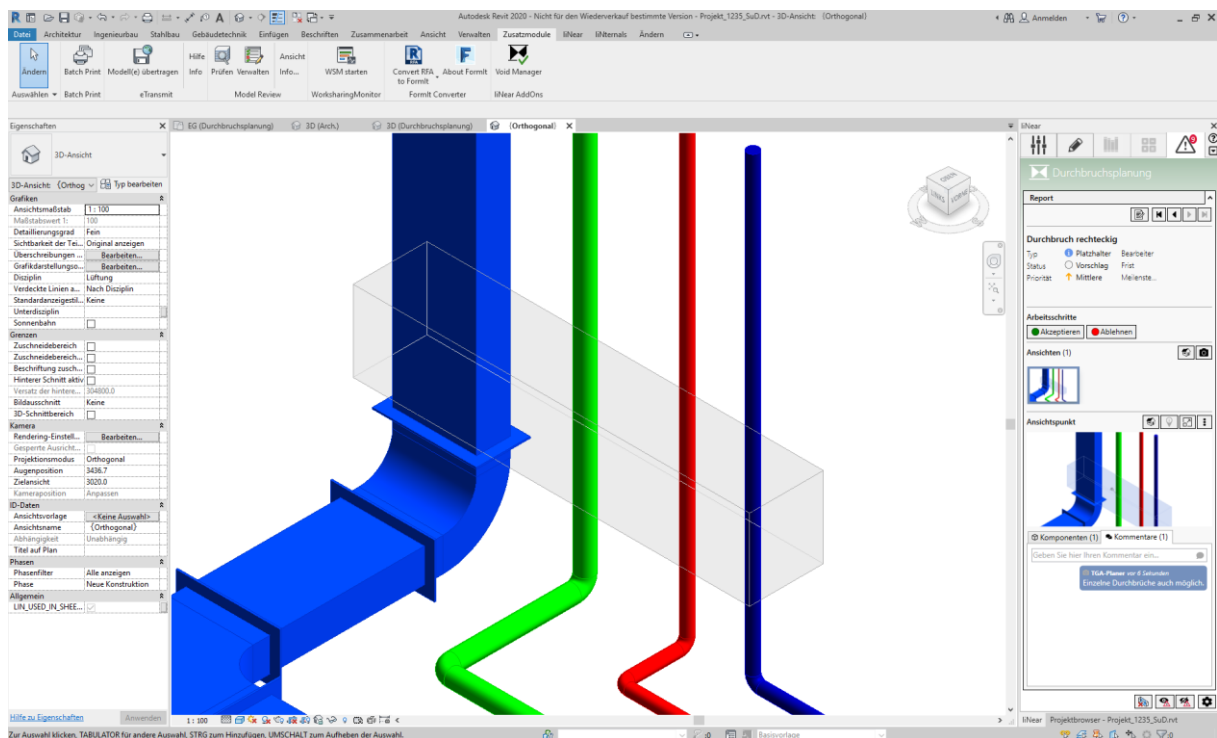 Autodesk Revit 2020 - Nicht für den Wiederverkauf bestimmte Version - Projekt_1235_SuD.rvt - 3D-Ansicht: {Orthogonal}
Anmelden
Datei Architektur Ingenieurbau Stahlbau Gebäudetechnik Einfügen Beschriften Zusammenarbeit Ansicht Verwalten Zusatzmodule liNear liNternals Ändern
Ändern
Batch Print
Modell(e) übertragen
Hilfe
Info
Prüfen
Verwalten
Ansicht
Info...
WSM starten
Convert RFA
to FormIt
About FormIt
Void Manager
Auswählen
Batch Print
eTransmit
Model Review
WorksharingMonitor
FormIt Converter
liNear AddOns
Eigenschaften
EG (Durchbruchsplanung)
3D (Arch.)
3D (Durchbruchsplanung)
{Orthogonal}
3D-Ansicht
3D-Ansicht: {Orthog
Typ bearbeiten
Grafiken
Ansichtsmaßstab 1 : 100
Maßstabswert 1: 100
Detaillierungsgrad Fein
Sichtbarkeit der Tei... Original anzeigen
Überschreibungen ... Bearbeiten...
Grafikdarstellungso... Bearbeiten...
Disziplin Lüftung
Verdeckte Linien a... Nach Disziplin
Standardanzeigestil... Keine
Unterdisziplin
Sonnenbahn
Grenzen
Zuschneidebereich
Zuschneidebereich...
Beschriftung zusch...
Hinterer Schnitt aktiv
Versatz der hintere... 304800.0
Bildausschnitt Keine
3D-Schnittbereich
Kamera
Rendering-Einstell... Bearbeiten...
Gesperrte Ausricht...
Projektionsmodus Orthogonal
Augenposition 3436.7
Zielansicht 3020.0
Kameraposition Anpassen
ID-Daten
Ansichtsvorlage <Keine Auswahl>
Ansichtsname {Orthogonal}
Abhängigkeit Unabhängig
Titel auf Plan
Phasen
Phasenfilter Alle anzeigen
Phase Neue Konstruktion
Allgemein
LIN_USED_IN_SHEE...
Hilfe zu Eigenschaften
Anwenden
OBEN
LINKS
VORNE
1 : 100
liNear
9
Durchbruchsplanung
Report
Durchbruch rechteckig
Typ Platzhalter Bearbeiter
Status Vorschlag Frist
Priorität Mittlere Meilenste...
Arbeitsschritte
Akzeptieren Ablehnen
Ansichten (1)
Ansichtspunkt
Komponenten (1) Kommentare (1)
Geben Sie hier Ihren Kommentar ein...
TGA-Planer vor 8 Sekunden
Einzelne Durchbrüche auch möglich.
liNear
Projektbrowser - Projekt_1235_SuD.rvt
Zur Auswahl klicken, TABULATOR für andere Auswahl, STRG zum Hinzufügen, UMSCHALT zum Aufheben der Auswahl.
:0
Basisvorlage
:0